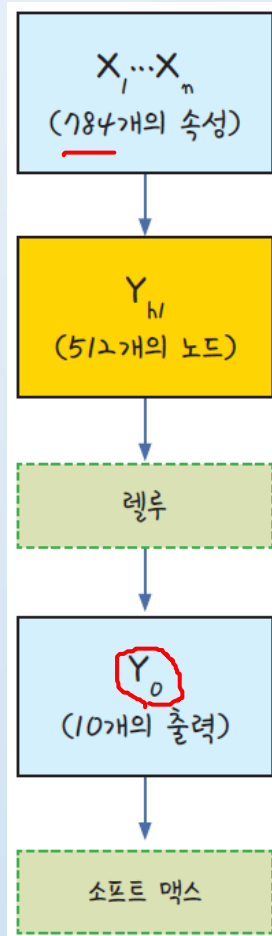 X₁...Xₙ
(784개의 속성)
Yₕ₁
(512개의 노드)
렐루
Y₀
(10개의 출력)
소프트 맥스